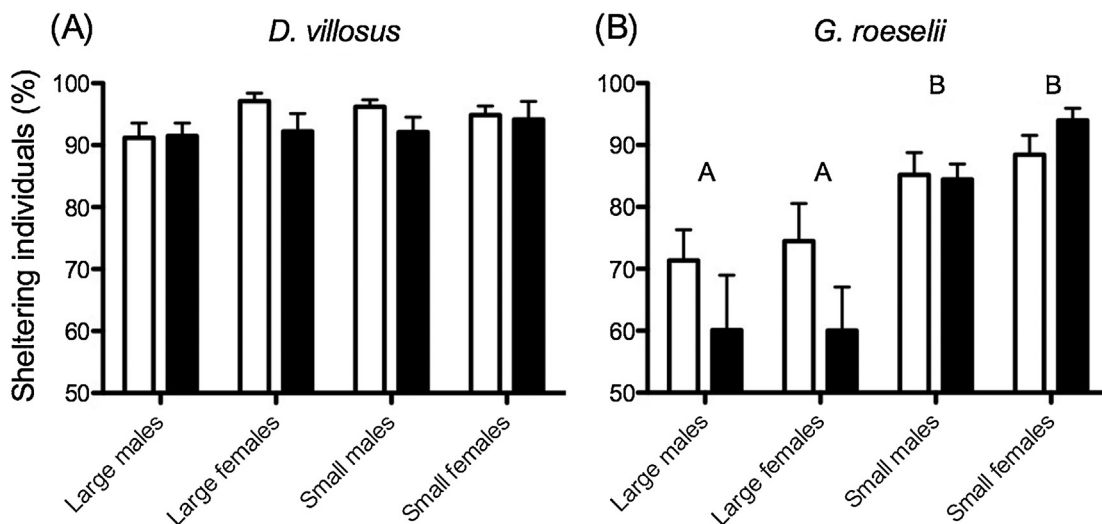 (A)
D. villosus
Sheltering individuals (%)
100
90
80
70
60
50
Large males
Large females
Small males
Small females
(B)
G. roeselii
100
90
80
70
60
50
A
A
B
B
Large males
Large females
Small males
Small females